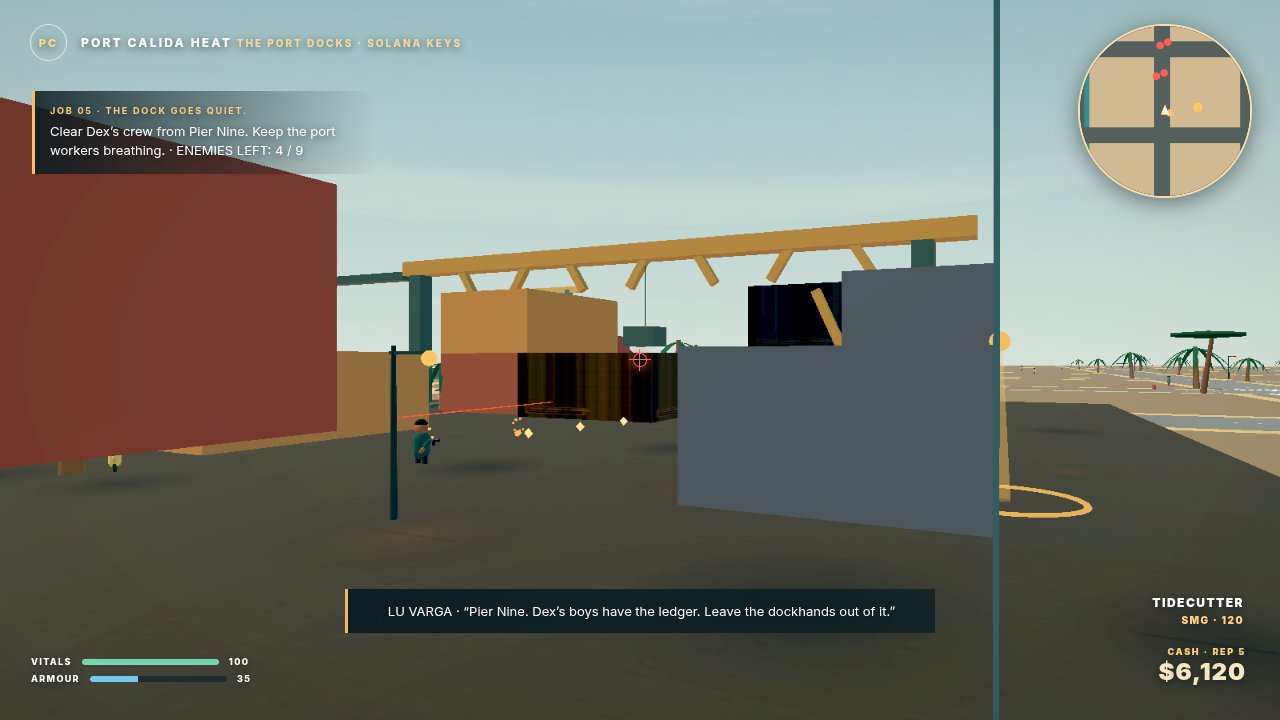 PC
PORT CALIDA HEAT THE PORT DOCKS · SOLANA KEYS
JOB 05 · THE DOCK GOES QUIET.
Clear Dex’s crew from Pier Nine. Keep the port
workers breathing. · ENEMIES LEFT: 4 / 9
LU VARGA · “Pier Nine. Dex’s boys have the ledger. Leave the dockhands out of it.”
TIDECUTTER
SMG · 120
CASH · REP 5
$6,120
VITALS 100
ARMOUR 35